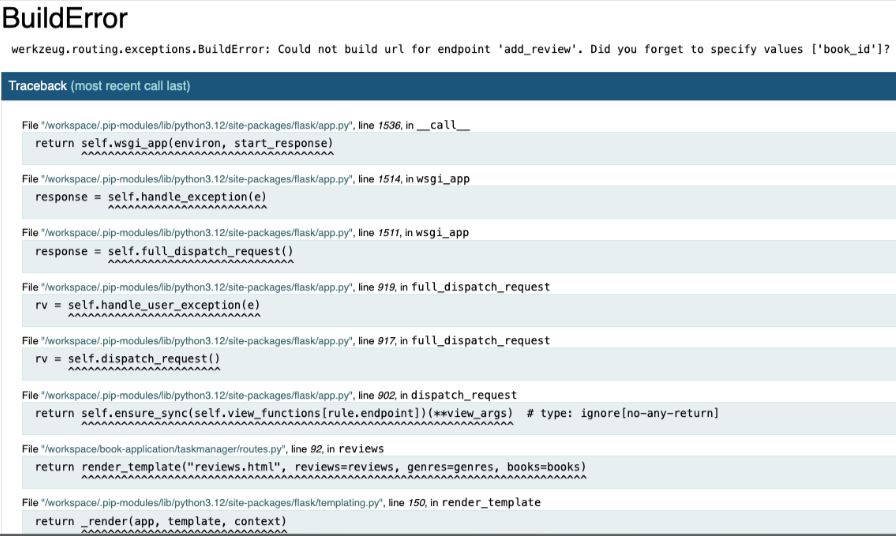 BuildError
werkzeug.routing.exceptions.BuildError: Could not build url for endpoint 'add_review'. Did you forget to specify values ['book_id']?
Traceback (most recent call last)
File "/workspace/.pip-modules/lib/python3.12/site-packages/flask/app.py", line 1536, in __call__
return self.wsgi_app(environ, start_response)
^^^^^^^^^^^^^^^^^^^^^^^^^^^^^^^^^^^^^^
File "/workspace/.pip-modules/lib/python3.12/site-packages/flask/app.py", line 1514, in wsgi_app
response = self.handle_exception(e)
^^^^^^^^^^^^^^^^^^^^^^^^
File "/workspace/.pip-modules/lib/python3.12/site-packages/flask/app.py", line 1511, in wsgi_app
response = self.full_dispatch_request()
^^^^^^^^^^^^^^^^^^^^^^^^^^^^
File "/workspace/.pip-modules/lib/python3.12/site-packages/flask/app.py", line 919, in full_dispatch_request
rv = self.handle_user_exception(e)
^^^^^^^^^^^^^^^^^^^^^^^^^^^^^
File "/workspace/.pip-modules/lib/python3.12/site-packages/flask/app.py", line 917, in full_dispatch_request
rv = self.dispatch_request()
^^^^^^^^^^^^^^^^^^^^^^^
File "/workspace/.pip-modules/lib/python3.12/site-packages/flask/app.py", line 902, in dispatch_request
return self.ensure_sync(self.view_functions[rule.endpoint])(**view_args)  # type: ignore[no-any-return]
^^^^^^^^^^^^^^^^^^^^^^^^^^^^^^^^^^^^^^^^^^^^^^^^^^^^^^^^^^^^^^^^^
File "/workspace/book-application/taskmanager/routes.py", line 92, in reviews
return render_template("reviews.html", reviews=reviews, genres=genres, books=books)
^^^^^^^^^^^^^^^^^^^^^^^^^^^^^^^^^^^^^^^^^^^^^^^^^^^^^^^^^^^^^^^^^^^^^^^^^^^^
File "/workspace/.pip-modules/lib/python3.12/site-packages/flask/templating.py", line 150, in render_template
return _render(app, template, context)
^^^^^^^^^^^^^^^^^^^^^^^^^^^^^^^